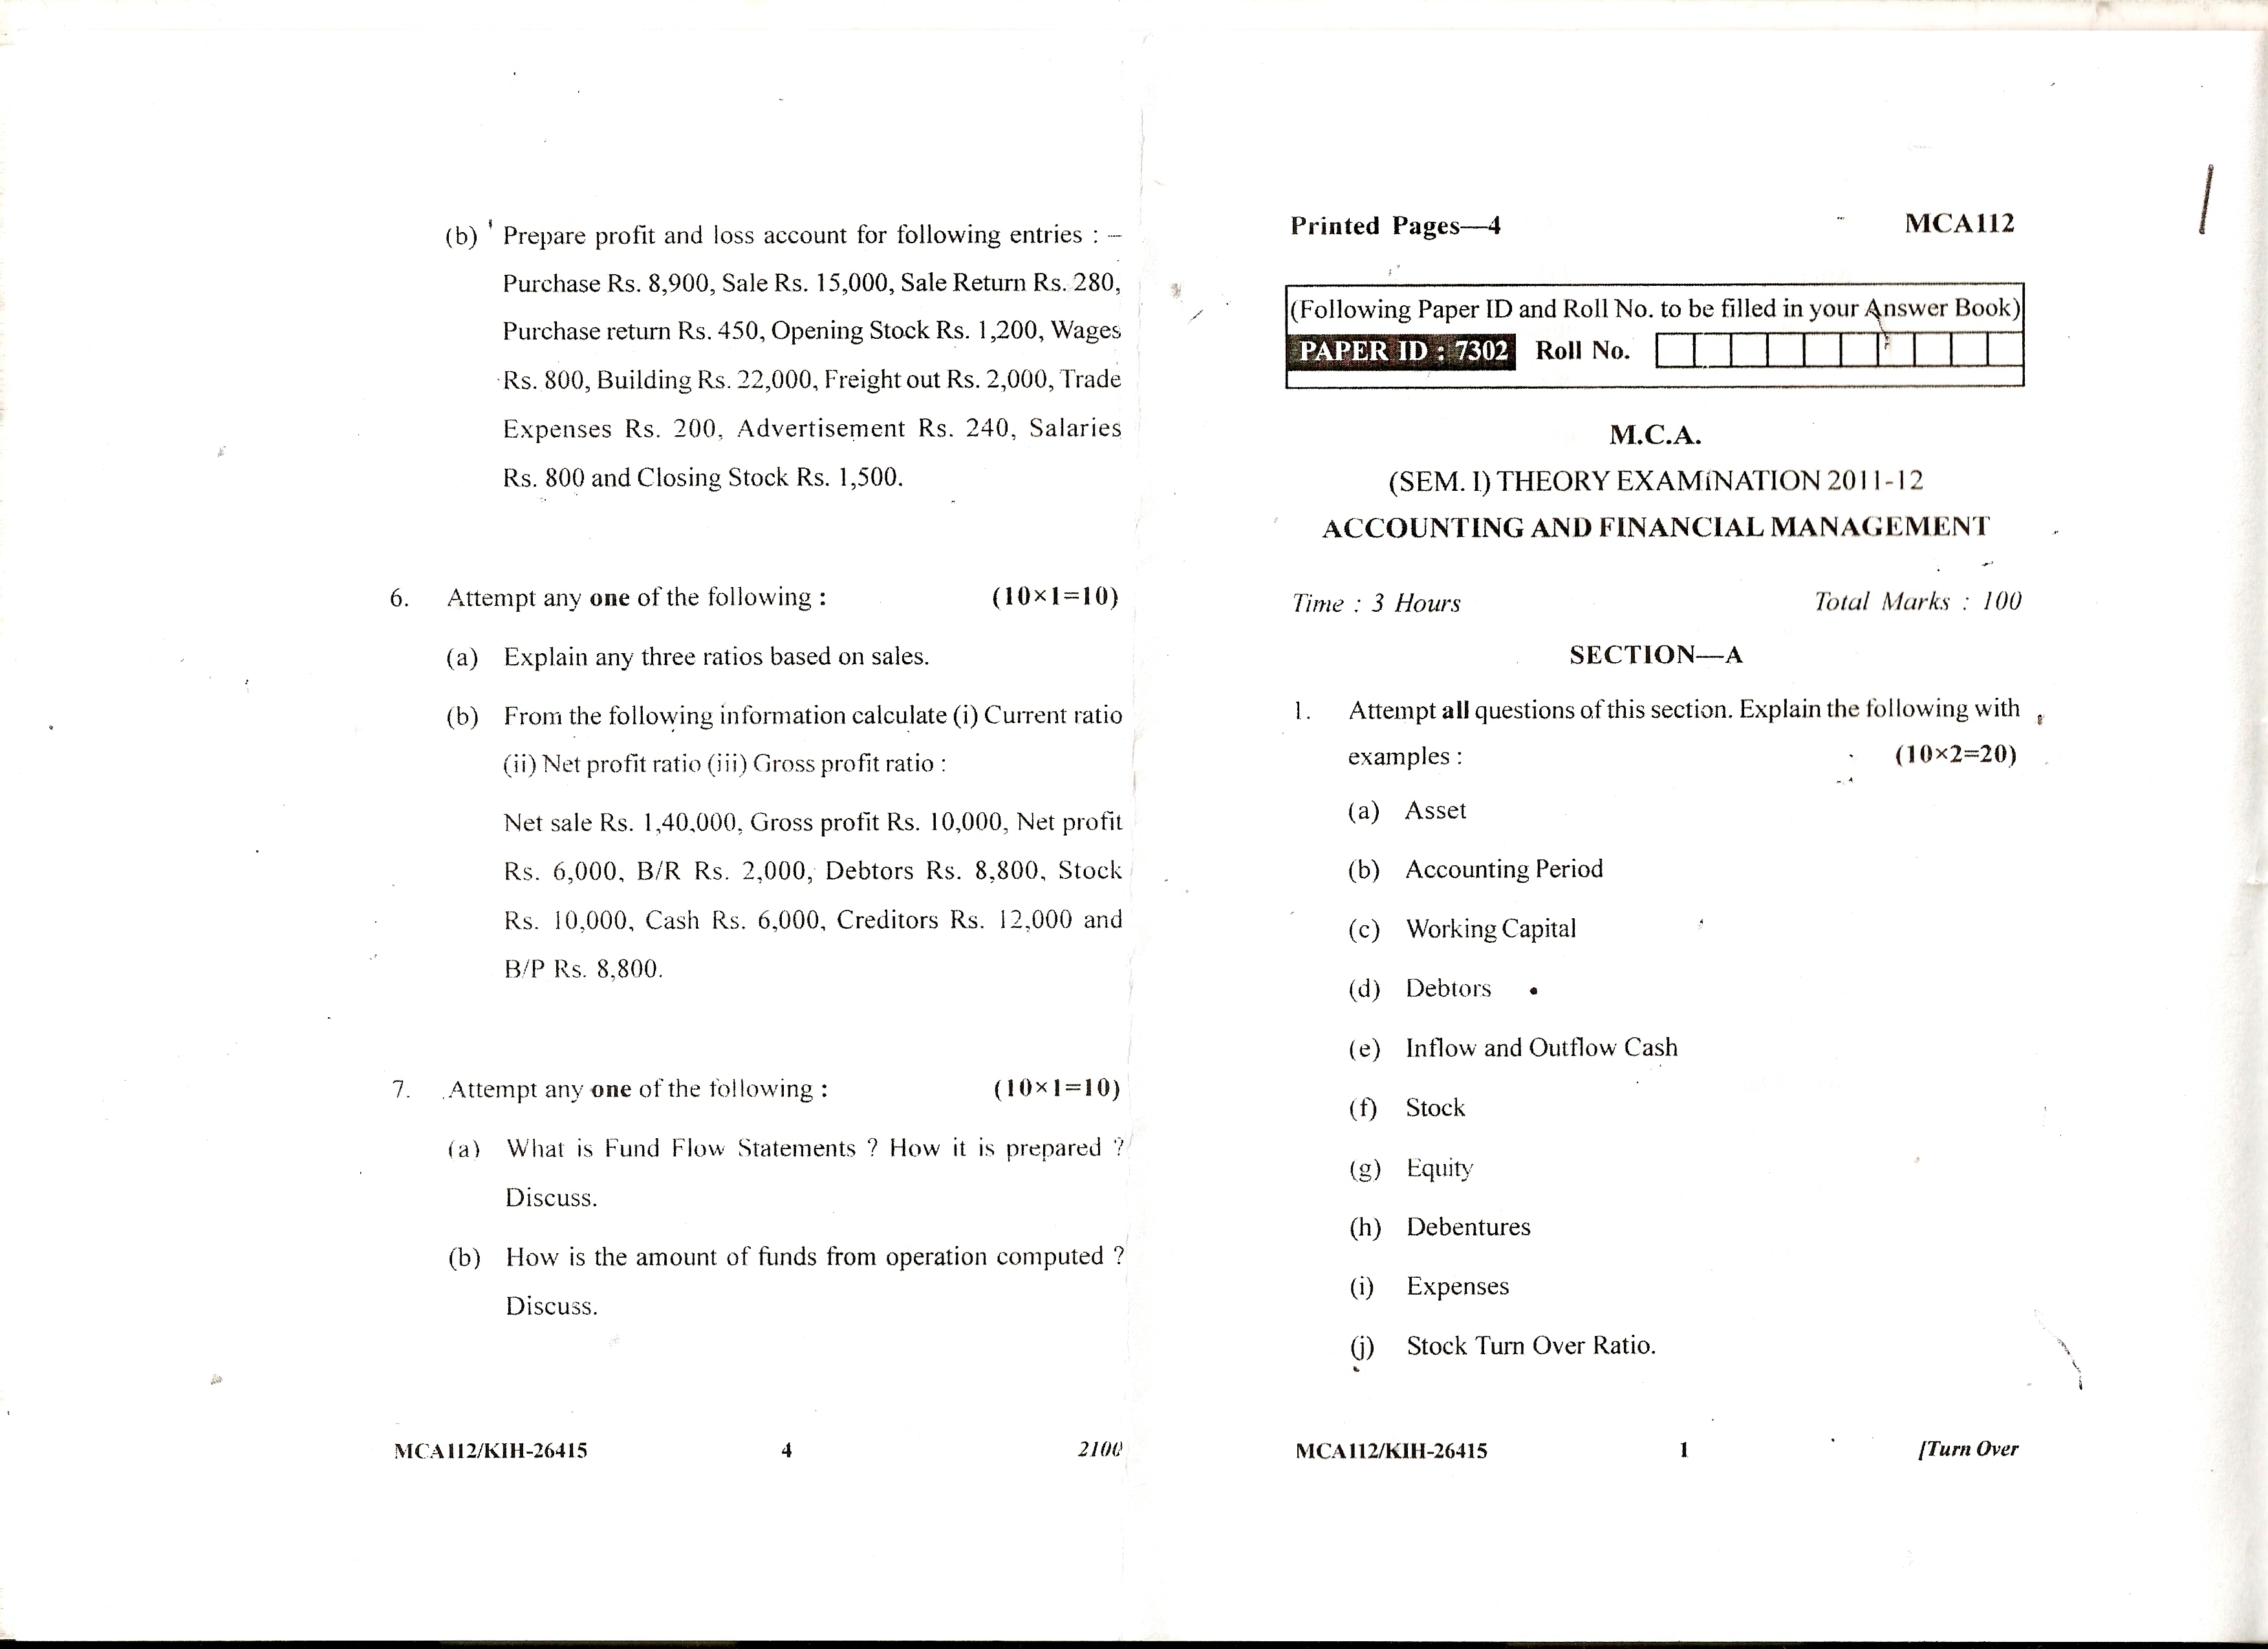 (b) Prepare profit and loss account for following entries : –
Purchase Rs. 8,900, Sale Rs. 15,000, Sale Return Rs. 280,
Purchase return Rs. 450, Opening Stock Rs. 1,200, Wages
Rs. 800, Building Rs. 22,000, Freight out Rs. 2,000, Trade
Expenses Rs. 200, Advertisement Rs. 240, Salaries
Rs. 800 and Closing Stock Rs. 1,500.
6. Attempt any one of the following : (10×1=10)
(a) Explain any three ratios based on sales.
(b) From the following information calculate (i) Current ratio
(ii) Net profit ratio (iii) Gross profit ratio :
Net sale Rs. 1,40,000, Gross profit Rs. 10,000, Net profit
Rs. 6,000, B/R Rs. 2,000, Debtors Rs. 8,800, Stock
Rs. 10,000, Cash Rs. 6,000, Creditors Rs. 12,000 and
B/P Rs. 8,800.
7. Attempt any one of the following : (10×1=10)
(a) What is Fund Flow Statements ? How it is prepared ?
Discuss.
(b) How is the amount of funds from operation computed ?
Discuss.
MCA112/KIH-26415 4 2100
Printed Pages—4 MCA112
(Following Paper ID and Roll No. to be filled in your Answer Book)
PAPER ID : 7302 Roll No.
M.C.A.
(SEM. I) THEORY EXAMINATION 2011-12
ACCOUNTING AND FINANCIAL MANAGEMENT
Time : 3 Hours Total Marks : 100
SECTION—A
1. Attempt all questions of this section. Explain the following with
examples : (10×2=20)
(a) Asset
(b) Accounting Period
(c) Working Capital
(d) Debtors
(e) Inflow and Outflow Cash
(f) Stock
(g) Equity
(h) Debentures
(i) Expenses
(j) Stock Turn Over Ratio.
MCA112/KIH-26415 1 [Turn Over